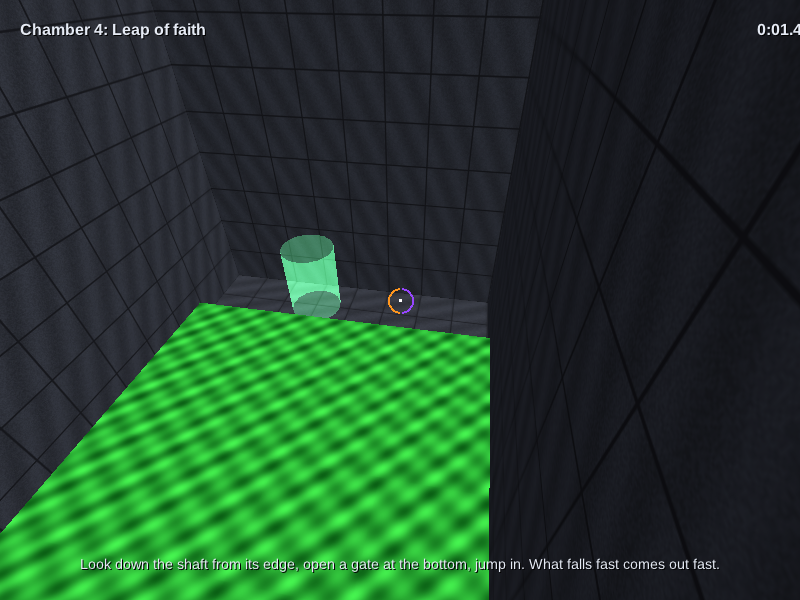 Chamber 4: Leap of faith
0:01.4
Look down the shaft from its edge, open a gate at the bottom, jump in. What falls fast comes out fast.